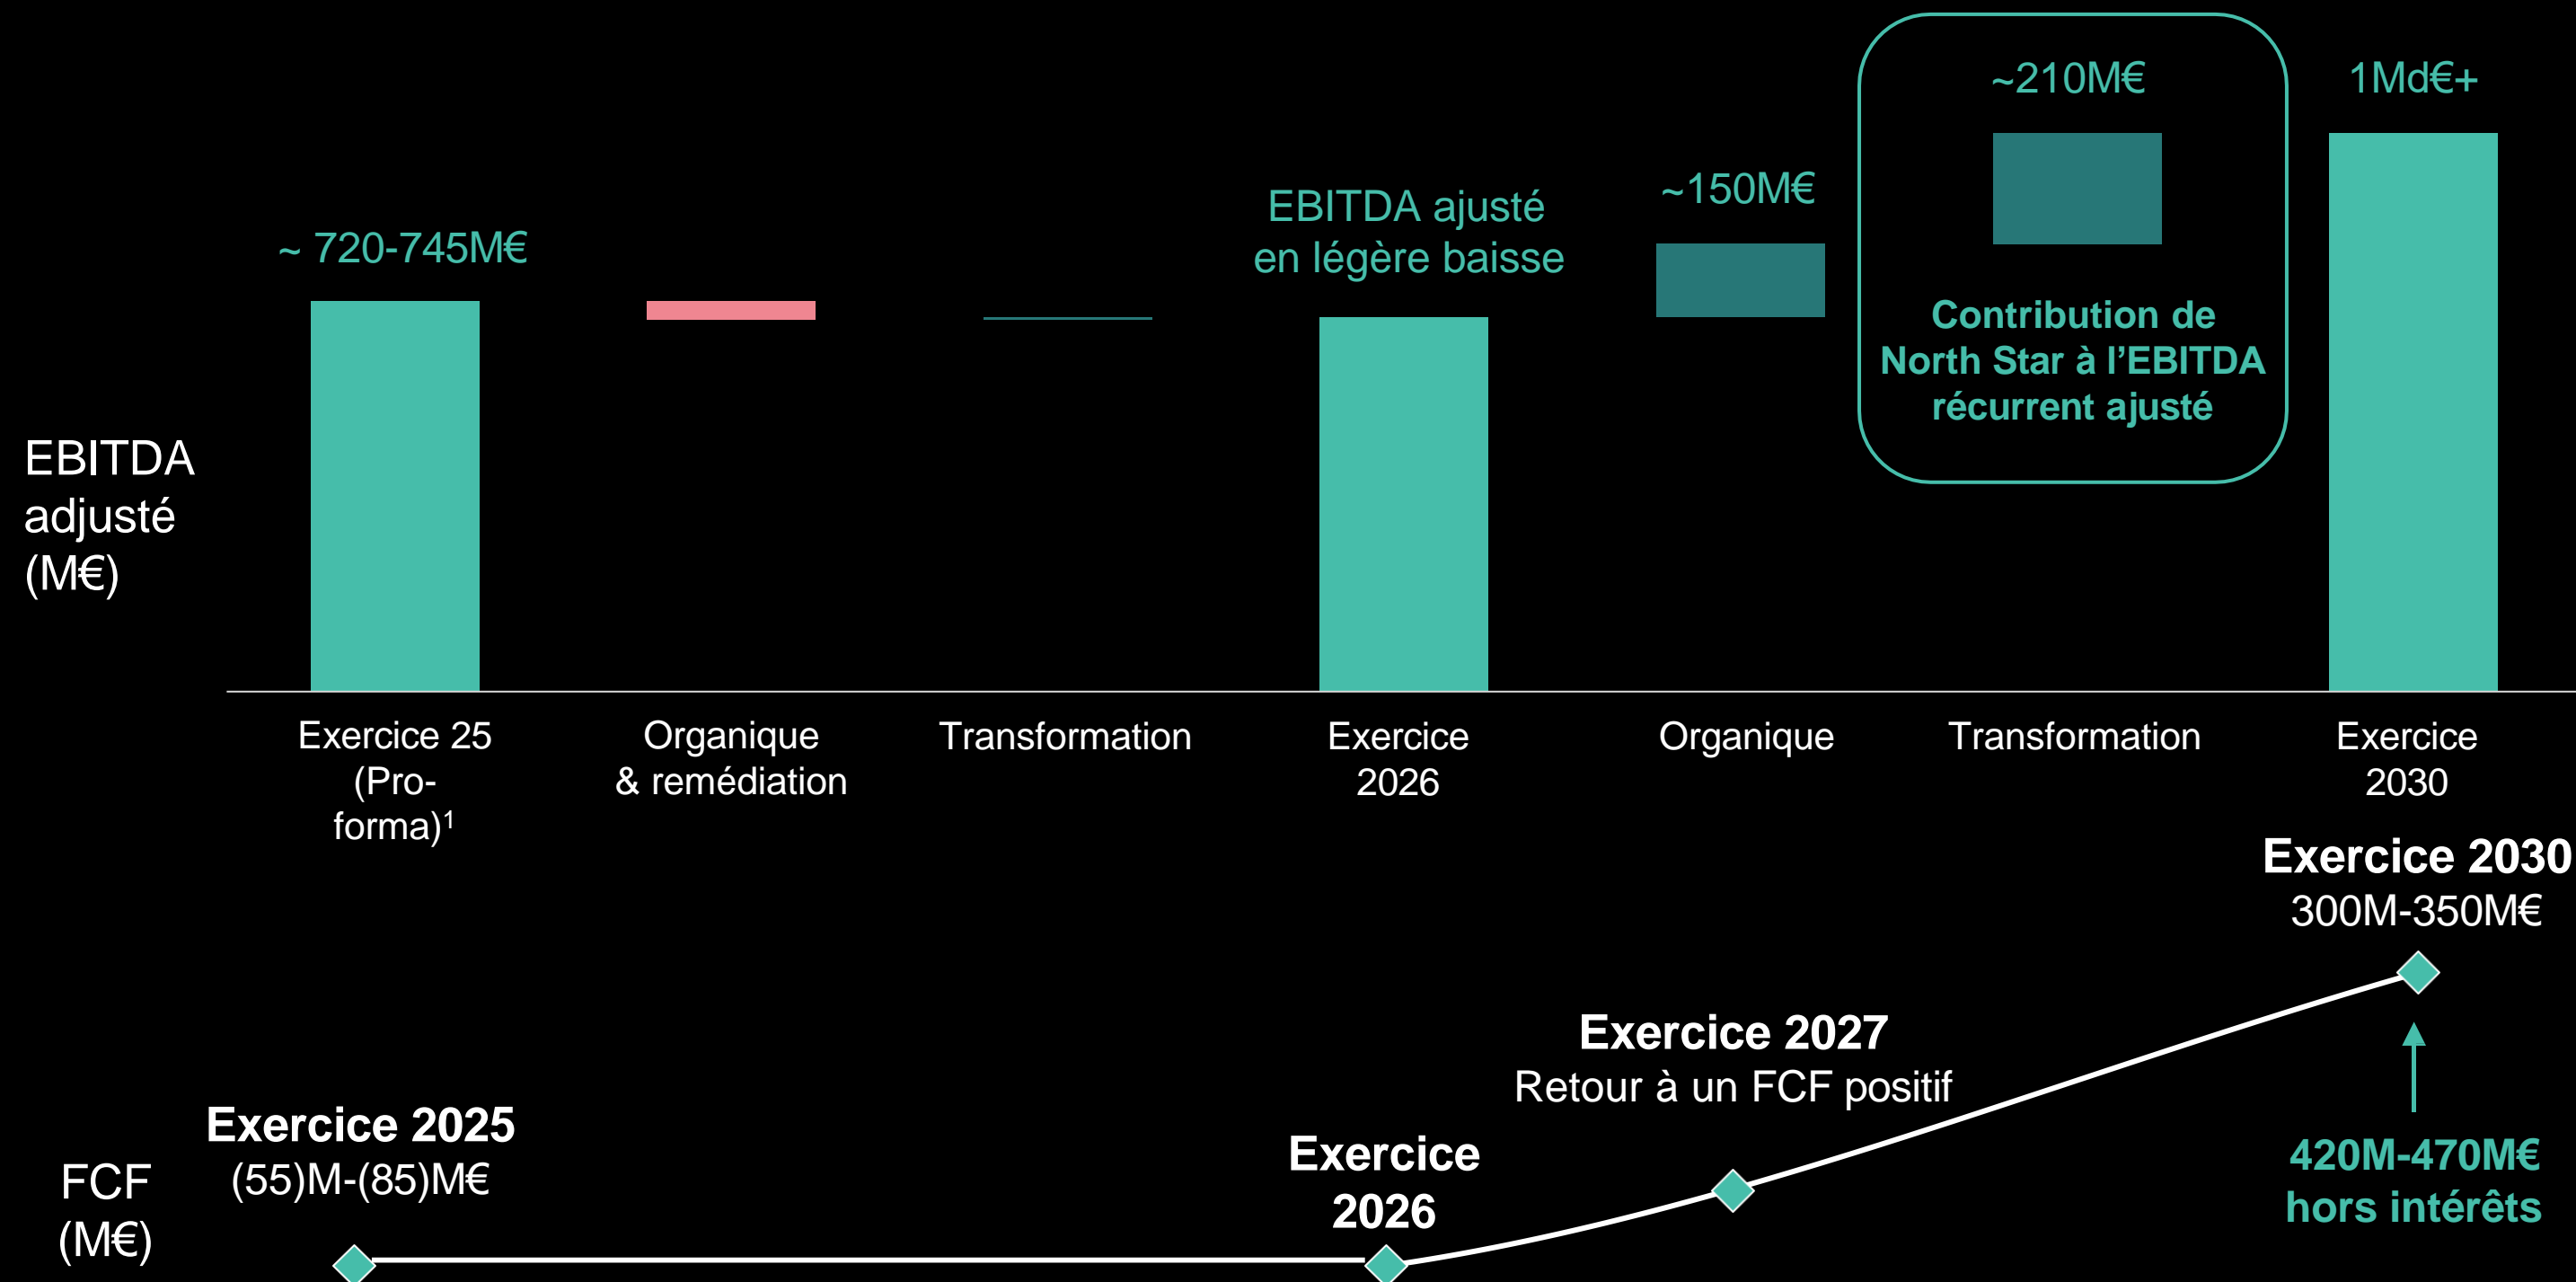 ~ 720-745M€
EBITDA ajusté
en légère baisse
~150M€
~210M€
Contribution de
North Star à l’EBITDA
récurrent ajusté
1Md€+
EBITDA
adjusté
(M€)
Exercice 25
(Pro-
forma)¹
Organique
& remédiation
Transformation
Exercice
2026
Organique
Transformation
Exercice
2030
Exercice 2030
300M-350M€
Exercice 2027
Retour à un FCF positif
Exercice 2025
(55)M-(85)M€
Exercice
2026
420M-470M€
hors intérêts
FCF
(M€)